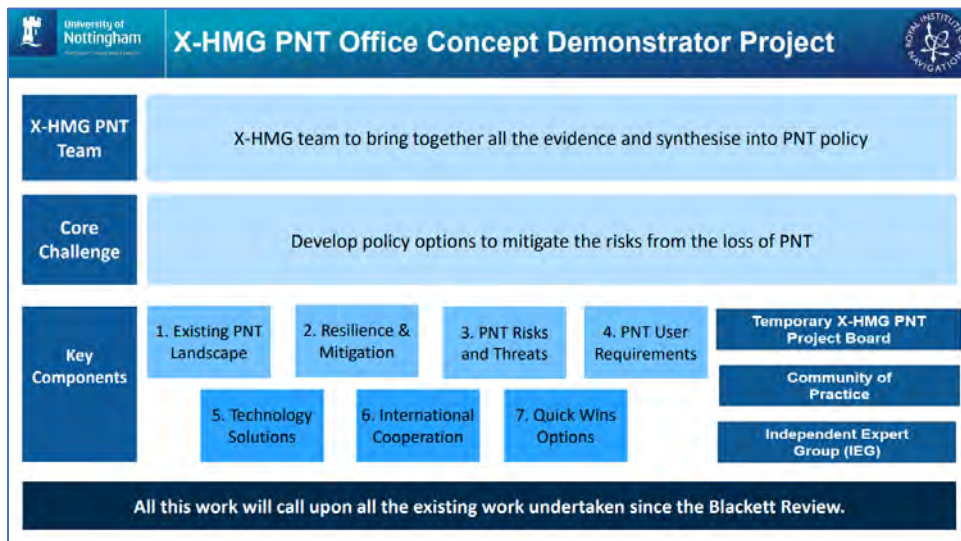 University of
Nottingham
X-HMG PNT Office Concept Demonstrator Project
ROYAL INSTITUTE OF NAVIGATION
X-HMG PNT
Team
X-HMG team to bring together all the evidence and synthesise into PNT policy
Core
Challenge
Develop policy options to mitigate the risks from the loss of PNT
Key
Components
1. Existing PNT
Landscape
2. Resilience &
Mitigation
3. PNT Risks
and Threats
4. PNT User
Requirements
5. Technology
Solutions
6. International
Cooperation
7. Quick Wins
Options
Temporary X-HMG PNT
Project Board
Community of
Practice
Independent Expert
Group (IEG)
All this work will call upon all the existing work undertaken since the Blackett Review.